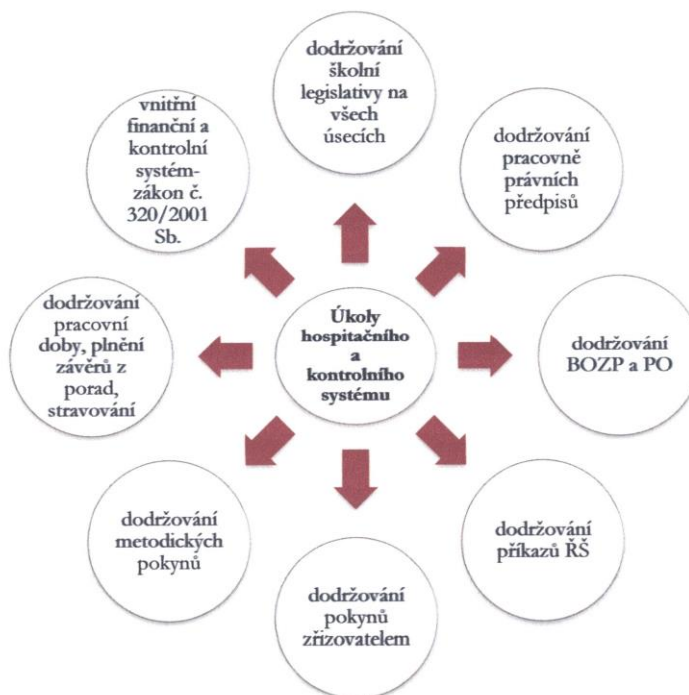 dodržování
školní
legislativy na
všech
úsecích
dodržování
pracovně
právních
předpisů
dodržování
BOZP a PO
dodržování
příkazů ŘŠ
dodržování
pokynů
zřizovatelem
dodržování
metodických
pokynů
dodržování
pracovní
doby, plnění
závěrů z
porad,
stravování
vnitřní
finanční a
kontrolní
systém-
zákon č.
320/2001
Sb.
Úkoly
hospitačního
a
kontrolního
systému